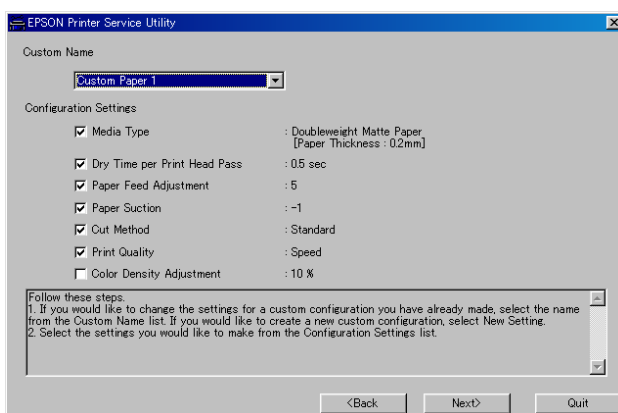 EPSON Printer Service Utility
Custom Name
Custom Paper 1
Configuration Settings
Media Type : Doubleweight Matte Paper
[Paper Thickness : 0.2mm]
Dry Time per Print Head Pass : 0.5 sec
Paper Feed Adjustment : 5
Paper Suction : -1
Cut Method : Standard
Print Quality : Speed
Color Density Adjustment : 10 %
Follow these steps.
1. If you would like to change the settings for a custom configuration you have already made, select the name
from the Custom Name list. If you would like to create a new custom configuration, select New Setting.
2. Select the settings you would like to make from the Configuration Settings list.
<Back Next> Quit